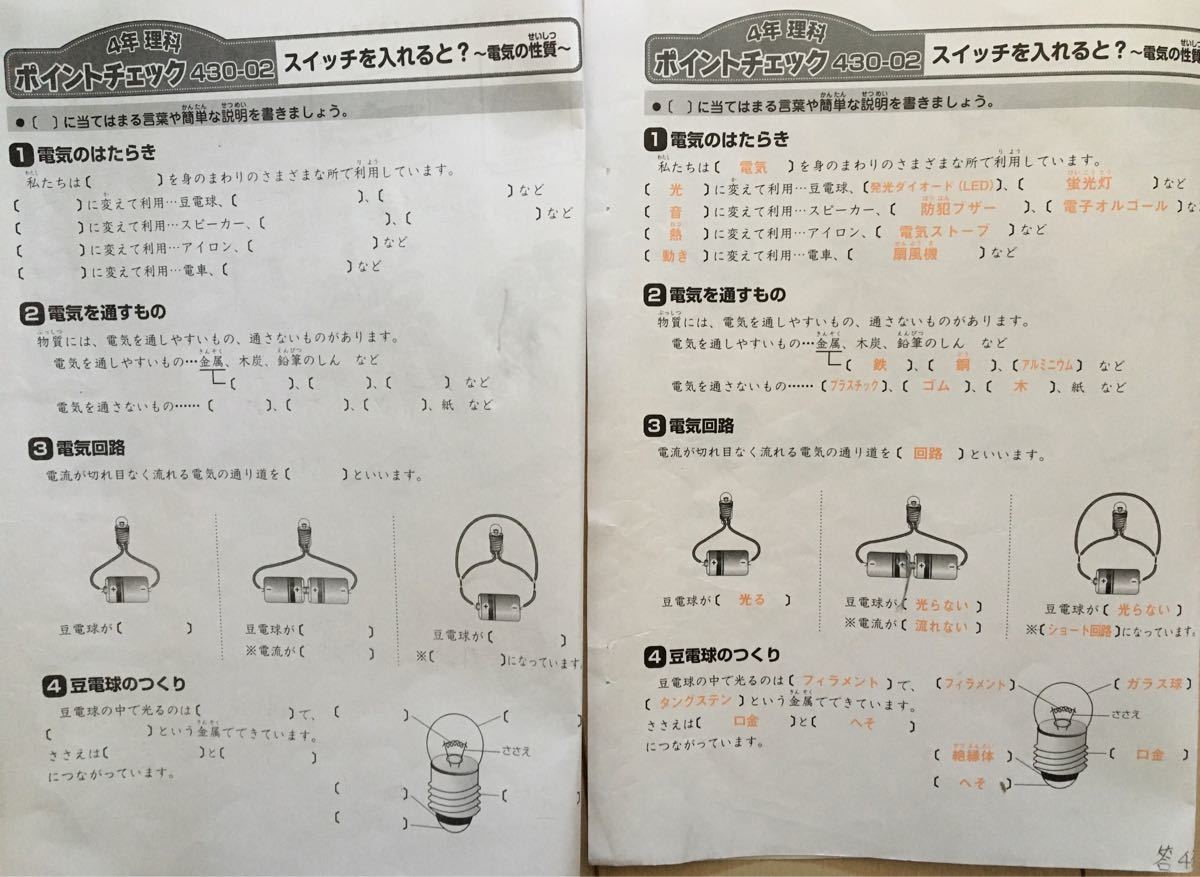 4年 理科
ポイントチェック 430-02
スイッチを入れると？～電気の性質～
●〔 〕に当てはまる言葉や簡単な説明を書きましょう。
1 電気のはたらき
私たちは〔 〕を身のまわりのさまざまな所で利用しています。
〔 〕に変えて利用…豆電球、〔 〕、〔 〕など
〔 〕に変えて利用…スピーカー、〔 〕、〔 〕など
〔 〕に変えて利用…アイロン、〔 〕など
〔 〕に変えて利用…電車、〔 〕など
2 電気を通すもの
物質には、電気を通しやすいもの、通さないものがあります。
電気を通しやすいもの…金属、木炭、鉛筆のしん など
〔 〕、〔 〕、〔 〕 など
電気を通さないもの……〔 〕、〔 〕、〔 〕、紙 など
3 電気回路
電流が切れ目なく流れる電気の通り道を〔 〕といいます。
豆電球が〔 〕
豆電球が〔 〕
※電流が〔 〕
豆電球が〔 〕
※〔 〕になっています。
4 豆電球のつくり
豆電球の中で光るのは〔 〕で、
〔 〕という金属でできています。
ささえは〔 〕と〔 〕
につながっています。
ささえ
4年 理科
ポイントチェック 430-02
スイッチを入れると？～電気の性質
●〔 〕に当てはまる言葉や簡単な説明を書きましょう。
1 電気のはたらき
私たちは〔 電気 〕を身のまわりのさまざまな所で利用しています。
〔 光 〕に変えて利用…豆電球、〔発光ダイオード（LED）〕、〔 蛍光灯 〕など
〔 音 〕に変えて利用…スピーカー、〔 防犯ブザー 〕、〔 電子オルゴール 〕な
〔 熱 〕に変えて利用…アイロン、〔 電気ストーブ 〕など
〔 動き 〕に変えて利用…電車、〔 扇風機 〕など
2 電気を通すもの
物質には、電気を通しやすいもの、通さないものがあります。
電気を通しやすいもの…金属、木炭、鉛筆のしん など
〔 鉄 〕、〔 銅 〕、〔アルミニウム〕 など
電気を通さないもの……〔プラスチック〕、〔 ゴム 〕、〔 木 〕、紙 など
3 電気回路
電流が切れ目なく流れる電気の通り道を〔 回路 〕といいます。
豆電球が〔 光る 〕
豆電球が〔 光らない 〕
※電流が〔 流れない 〕
豆電球が〔 光らない 〕
※〔ショート回路〕になっています。
4 豆電球のつくり
豆電球の中で光るのは〔 フィラメント 〕で、
〔 タングステン 〕という金属でできています。
ささえは〔 口金 〕と〔 へそ 〕
につながっています。
〔フィラメント〕
〔 ガラス球 〕
ささえ
〔 絶縁体 〕
〔 口金 〕
〔 へそ 〕
答4